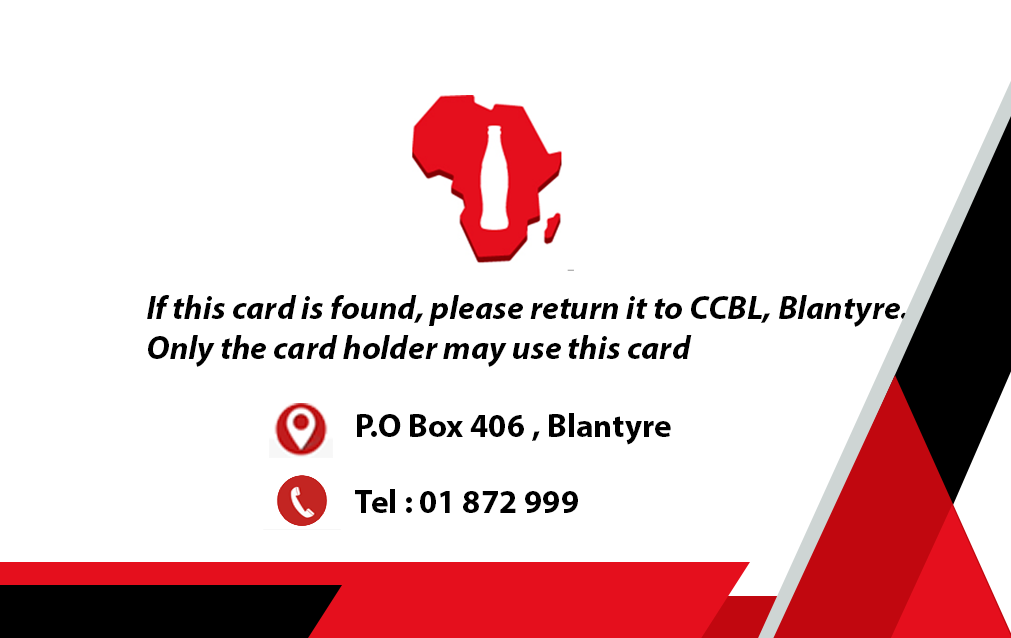 If this card is found, please return it to CCBL, Blantyre.
Only the card holder may use this card
P.O Box 406 , Blantyre
Tel : 01 872 999